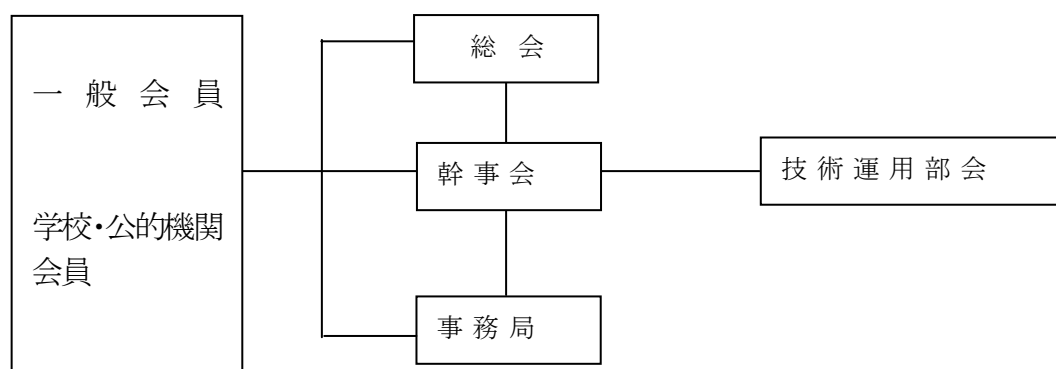 一般会員
学校・公的機関
会員
総会
幹事会
事務局
技術運用部会